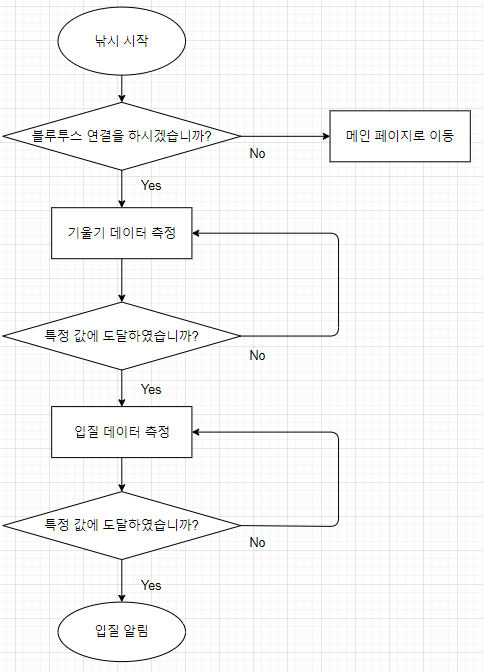 낚시 시작
블루투스 연결을 하시겠습니까?
메인 페이지로 이동
No
Yes
기울기 데이터 측정
특정 값에 도달하였습니까?
No
Yes
입질 데이터 측정
특정 값에 도달하였습니까?
No
Yes
입질 알림